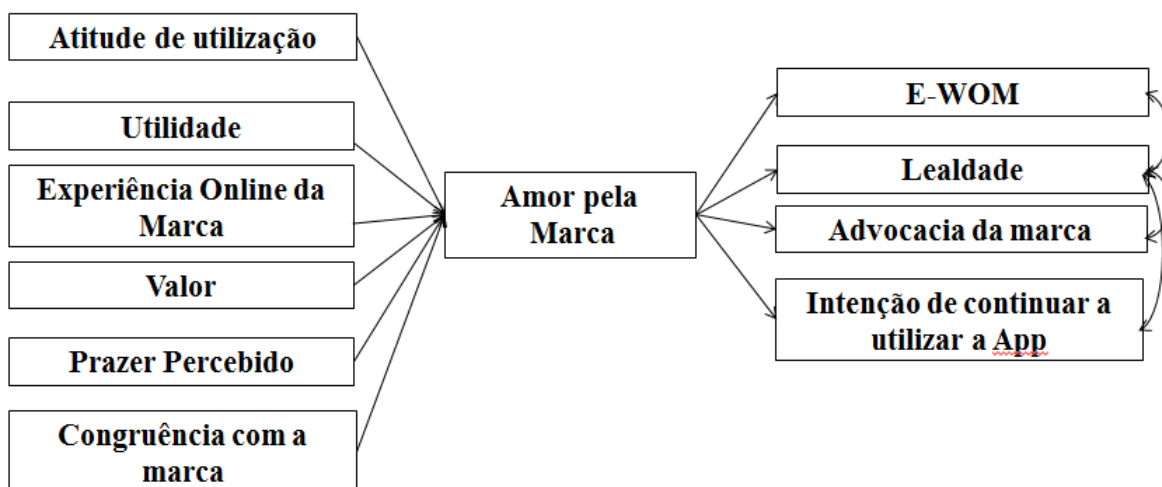 Atitude de utilização
Utilidade
Experiência Online da
Marca
Valor
Prazer Percebido
Congruência com a
marca
Amor pela
Marca
E-WOM
Lealdade
Advocacia da marca
Intenção de continuar a
utilizar a App